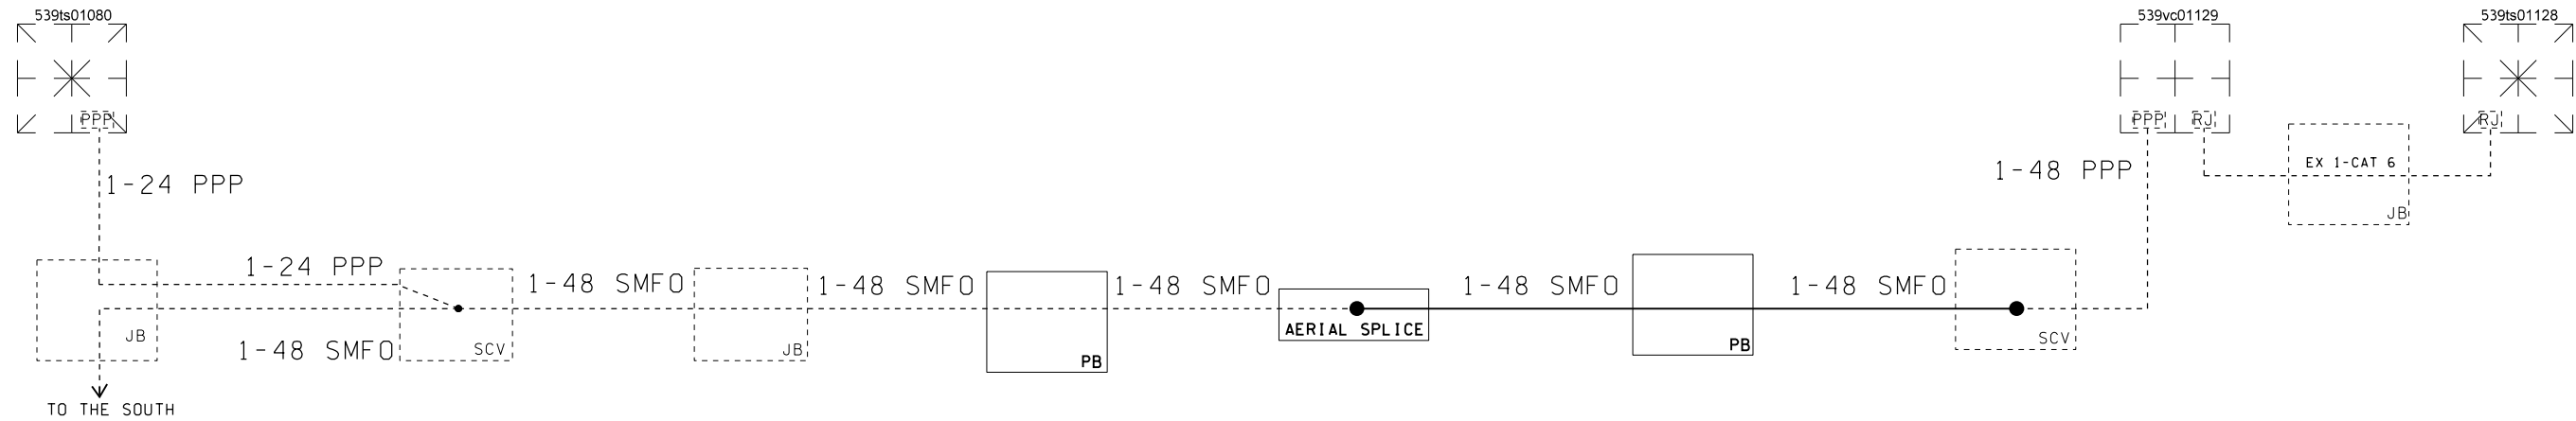 539ts01080
539vc01129
539ts01128
PPP
PPP
RJ
RJ
EX 1-CAT 6
JB
1-48 PPP
1-24 PPP
1-24 PPP
1-48 SMFO
1-48 SMFO
1-48 SMFO
1-48 SMFO
1-48 SMFO
AERIAL SPLICE
JB
SCV
1-48 SMFO
SCV
JB
PB
PB
TO THE SOUTH